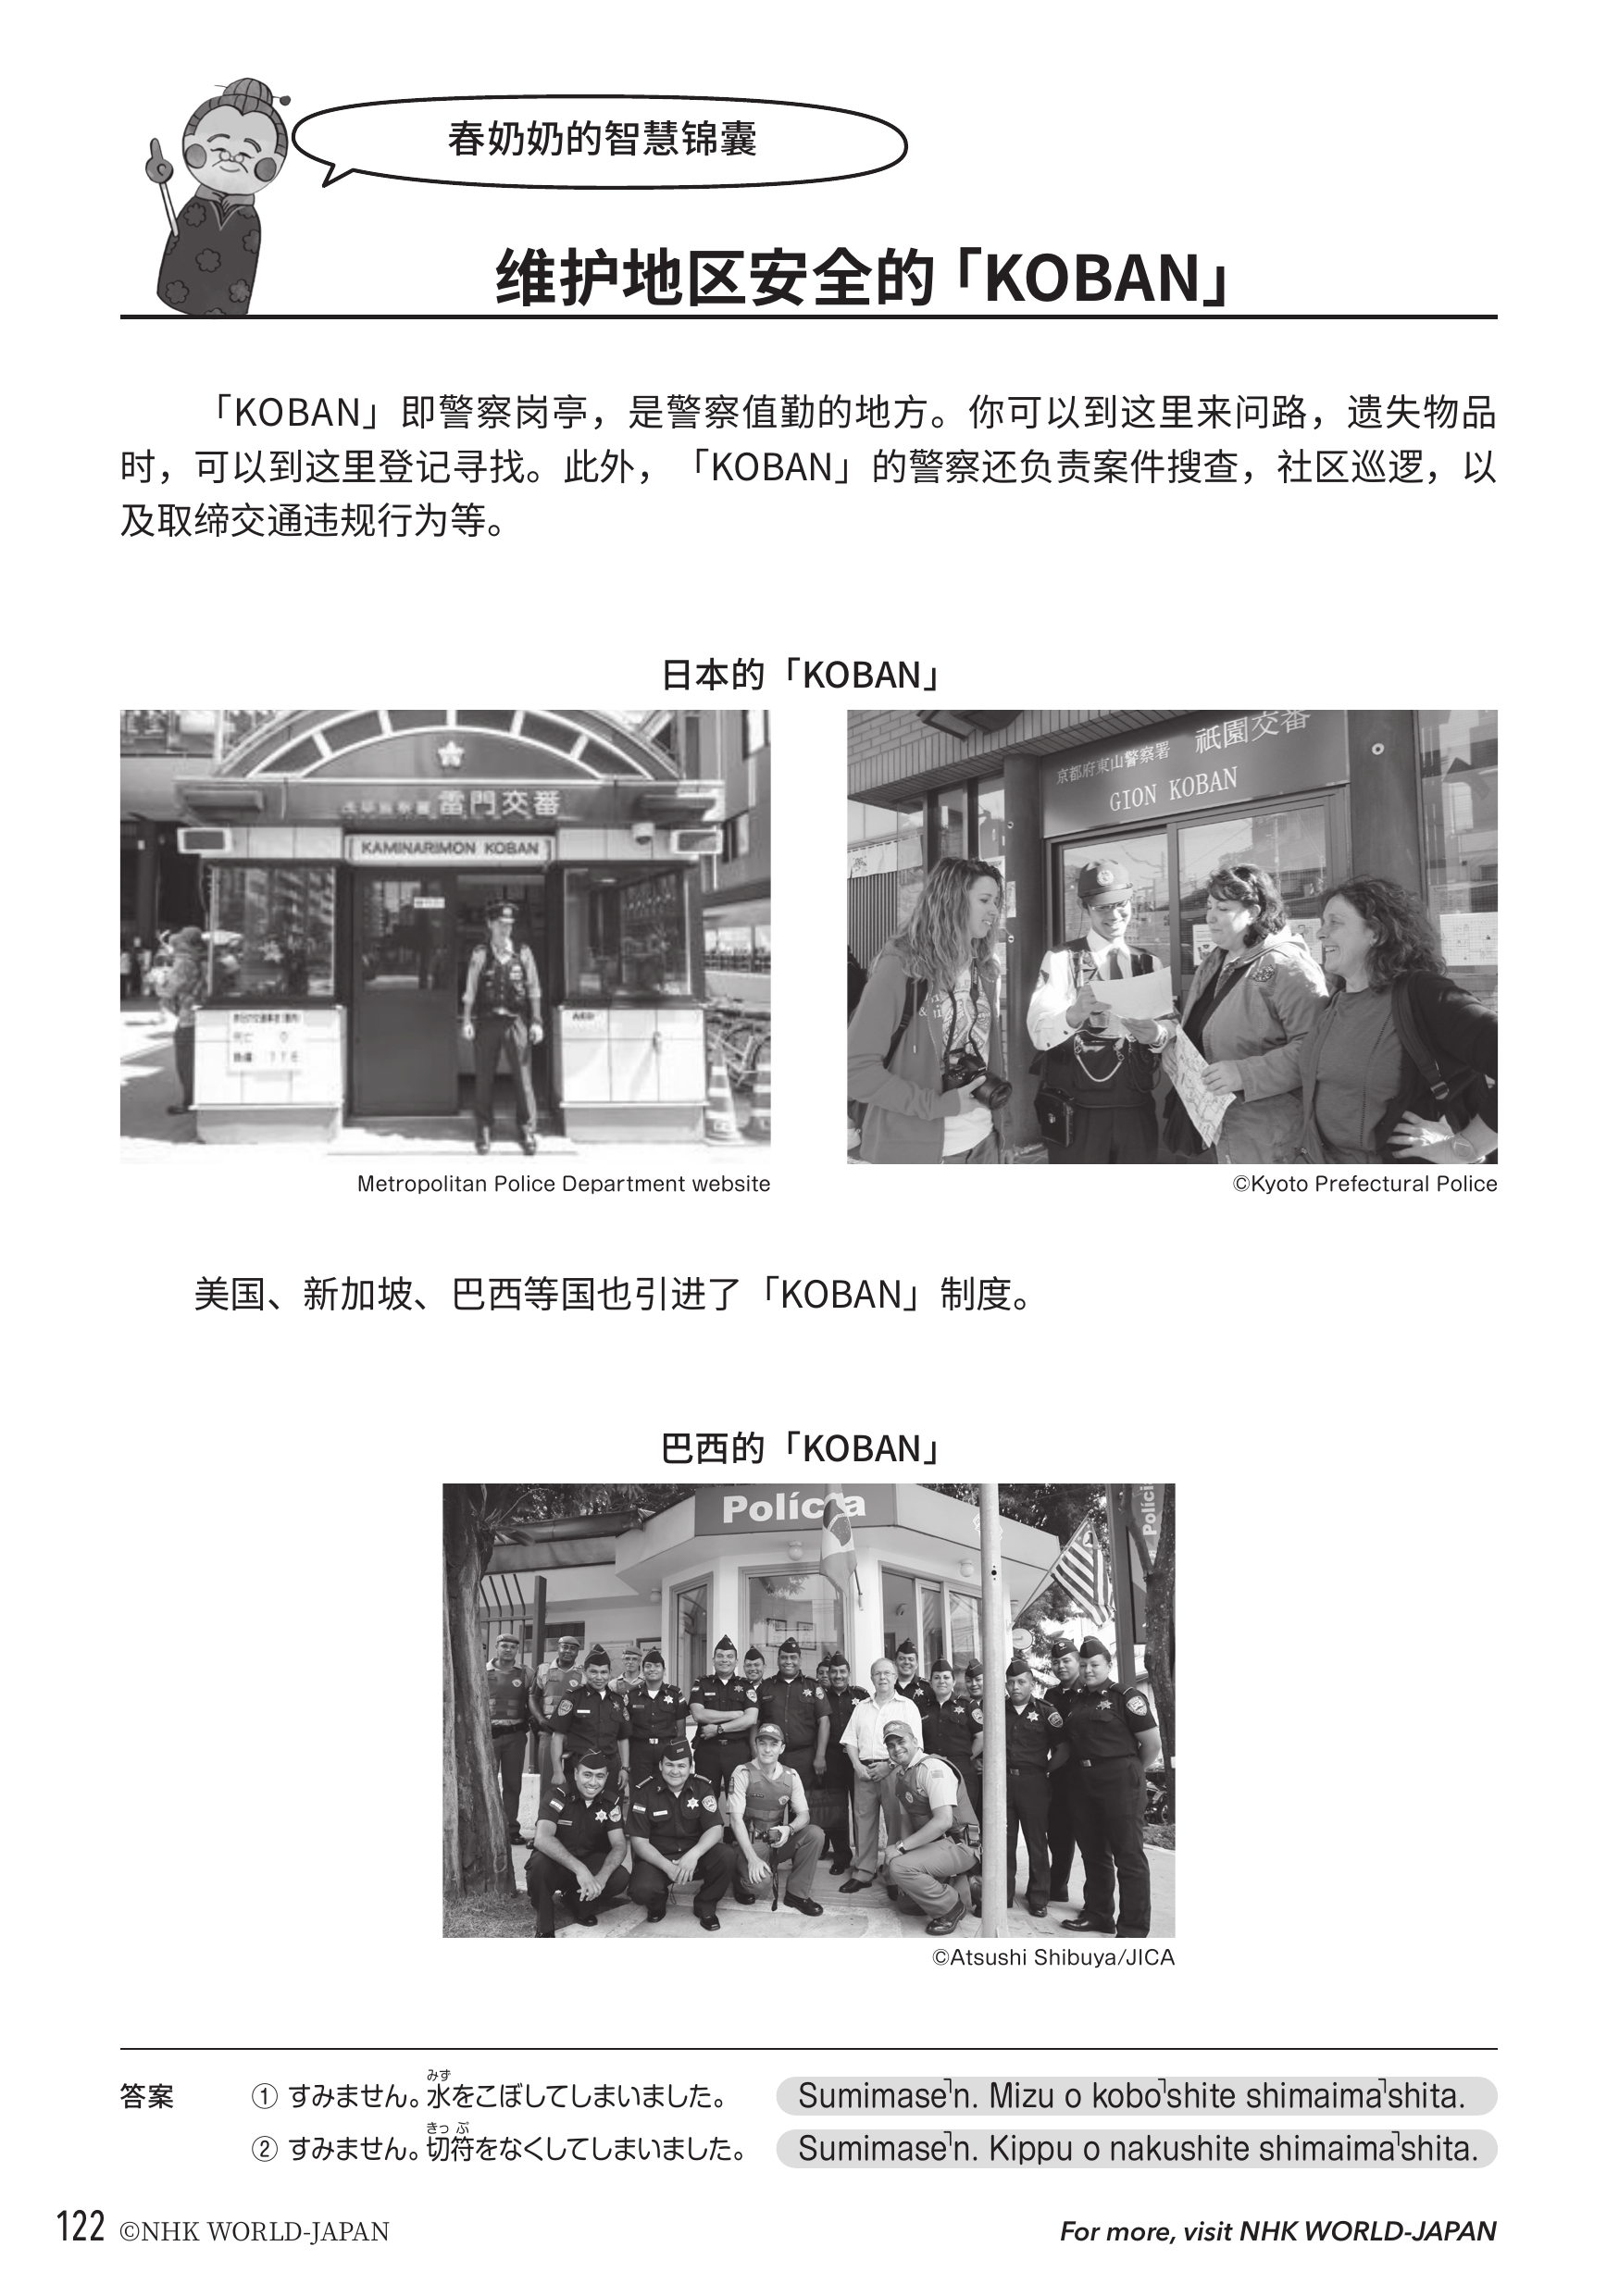 春奶奶的智慧锦囊
维护地区安全的「KOBAN」
「KOBAN」即警察岗亭，是警察值勤的地方。你可以到这里来问路，遗失物品
时，可以到这里登记寻找。此外，「KOBAN」的警察还负责案件搜查，社区巡逻，以
及取缔交通违规行为等。
日本的「KOBAN」
雷門交番
KAMINARIMON KOBAN
京都府東山警察署 祇園交番
GION KOBAN
Metropolitan Police Department website
©Kyoto Prefectural Police
美国、新加坡、巴西等国也引进了「KOBAN」制度。
巴西的「KOBAN」
Polícia
Políci
©Atsushi Shibuya/JICA
答案
みず
① すみません。水をこぼしてしまいました。 Sumimase˥n. Mizu o kobo˥shite shimaima˥shita.
きっぷ
② すみません。切符をなくしてしまいました。 Sumimase˥n. Kippu o nakushite shimaima˥shita.
122 ©NHK WORLD-JAPAN
For more, visit NHK WORLD-JAPAN